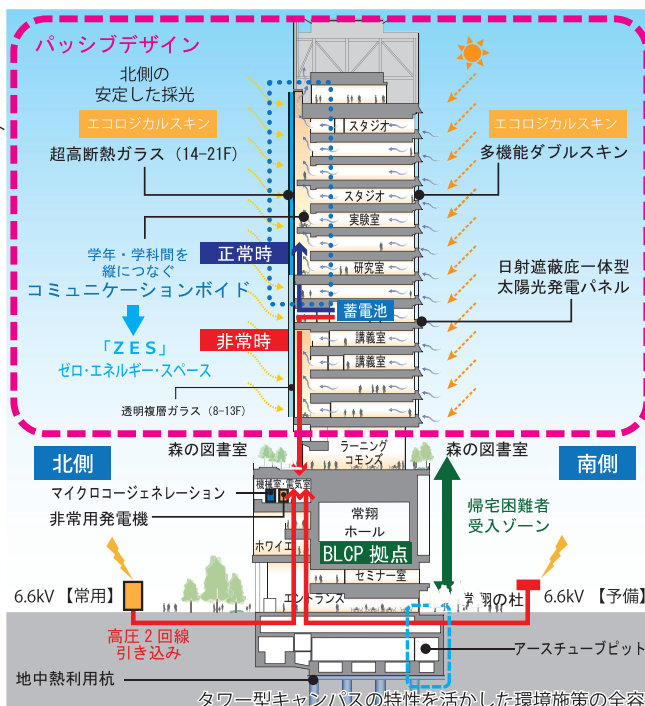 パッシブデザイン
北側の
安定した採光
エコロジカルスキン
超高断熱ガラス（14-21F）
エコロジカルスキン
多機能ダブルスキン
スタジオ
スタジオ
実験室
研究室
講義室
講義室
学年・学科間を
縦につなぐ
コミュニケーションボイド
「ＺＥＳ」
ゼロ・エネルギー・スペース
正常時
蓄電池
非常時
日射遮蔽庇一体型
太陽光発電パネル
透明複層ガラス（8-13F）
森の図書室
ラーニング
コモンズ
森の図書室
北側
南側
機械室・電気室
マイクロコージェネレーション
非常用発電機
常翔
ホール
BLCP 拠点
ホワイエ
セミナー室
エントランス
帰宅困難者
受入ゾーン
翔の杜
6.6kV【常用】
6.6kV 【予備】
高圧２回線
引き込み
アースチューブピット
地中熱利用杭
タワー型キャンパスの特性を活かした環境施策の全容